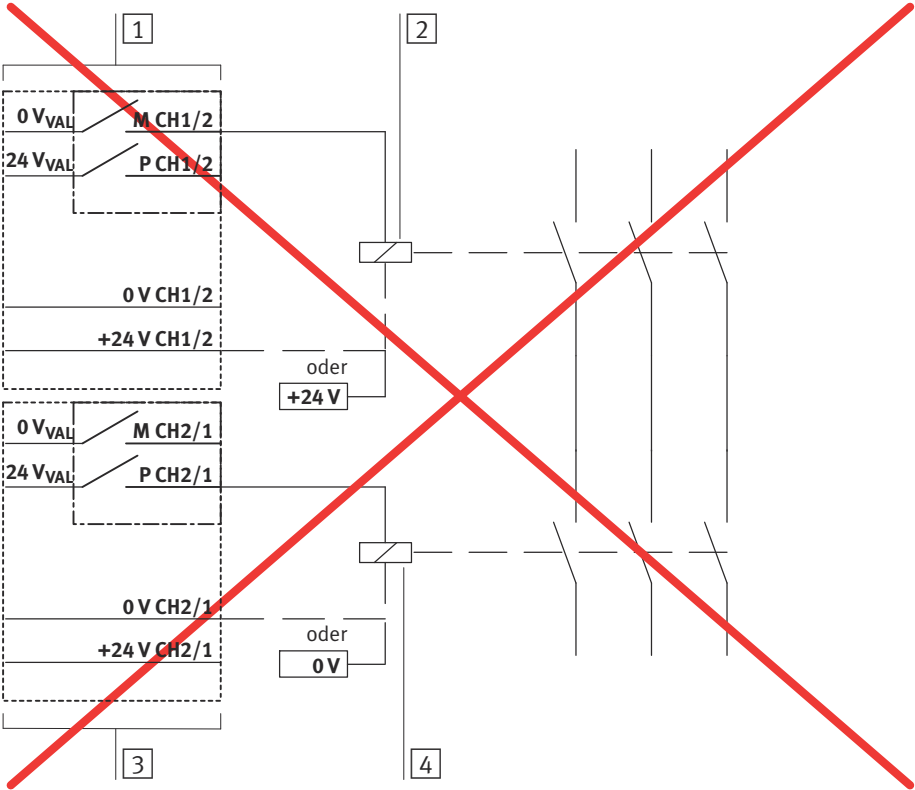 1
2
0 VVAL
M CH1/2
24 VVAL
P CH1/2
0 V CH1/2
+24 V CH1/2
oder
+24 V
0 VVAL
M CH2/1
24 VVAL
P CH2/1
0 V CH2/1
oder
+24 V CH2/1
0 V
3
4